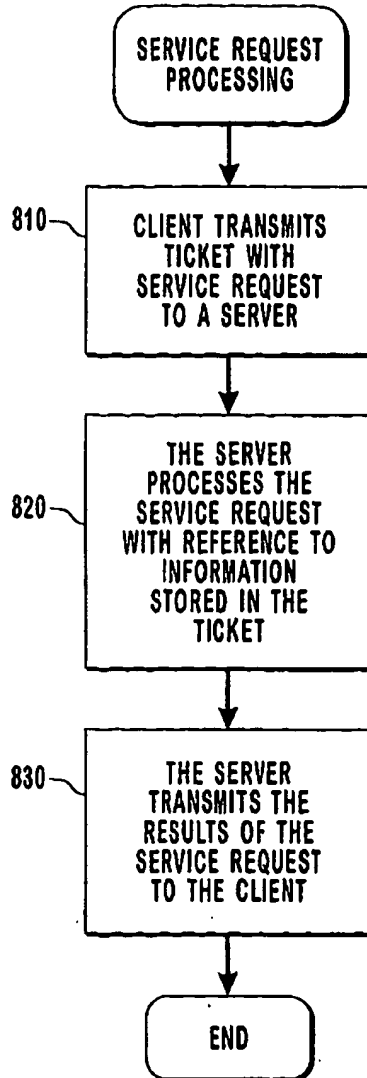 SERVICE REQUEST
PROCESSING
810
CLIENT TRANSMITS
TICKET WITH
SERVICE REQUEST
TO A SERVER
820
THE SERVER
PROCESSES THE
SERVICE REQUEST
WITH REFERENCE TO
INFORMATION
STORED IN THE
TICKET
830
THE SERVER
TRANSMITS THE
RESULTS OF THE
SERVICE REQUEST
TO THE CLIENT
END